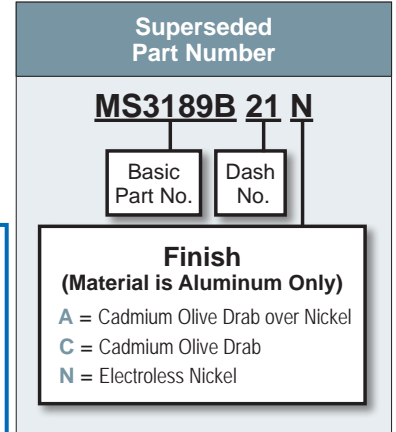 Superseded
Part Number
MS3189B 21 N
Basic
Part No.
Dash
No.
Finish
(Material is Aluminum Only)
A = Cadmium Olive Drab over Nickel
C = Cadmium Olive Drab
N = Electroless Nickel